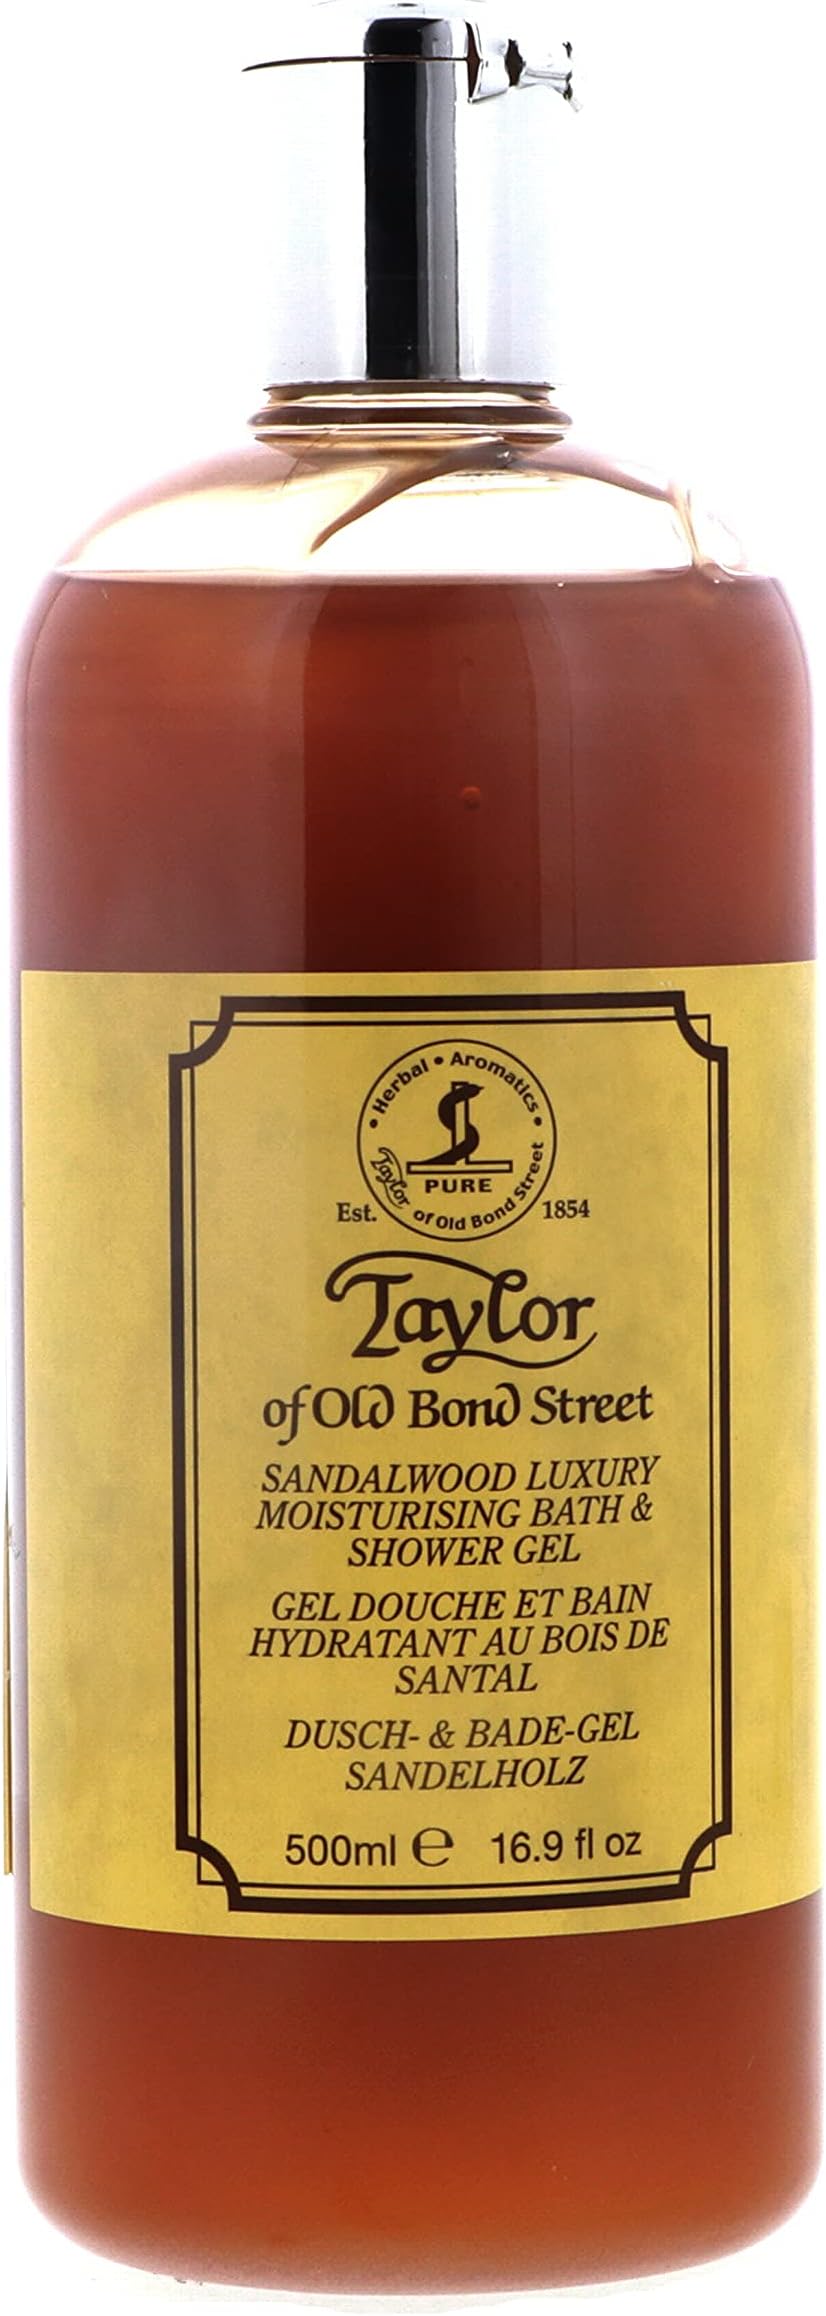 Herbal • Aromatics
PURE
Taylor of Old Bond Street
Est. 1854
Taylor
of Old Bond Street
SANDALWOOD LUXURY
MOISTURISING BATH &
SHOWER GEL
GEL DOUCHE ET BAIN
HYDRATANT AU BOIS DE
SANTAL
DUSCH- & BADE-GEL
SANDELHOLZ
500ml ℮ 16.9 fl oz